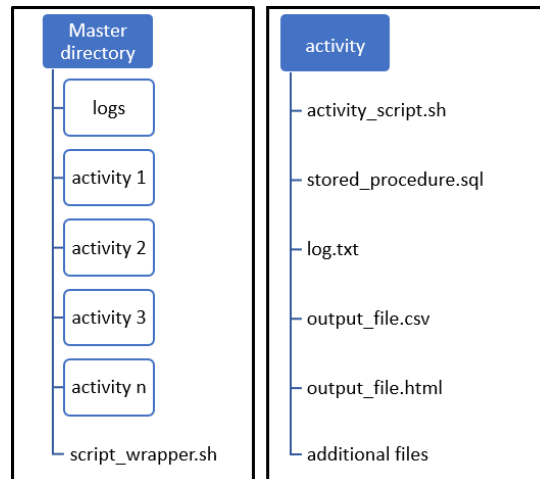 Master
directory
logs
activity 1
activity 2
activity 3
activity n
script_wrapper.sh
activity
activity_script.sh
stored_procedure.sql
log.txt
output_file.csv
output_file.html
additional files